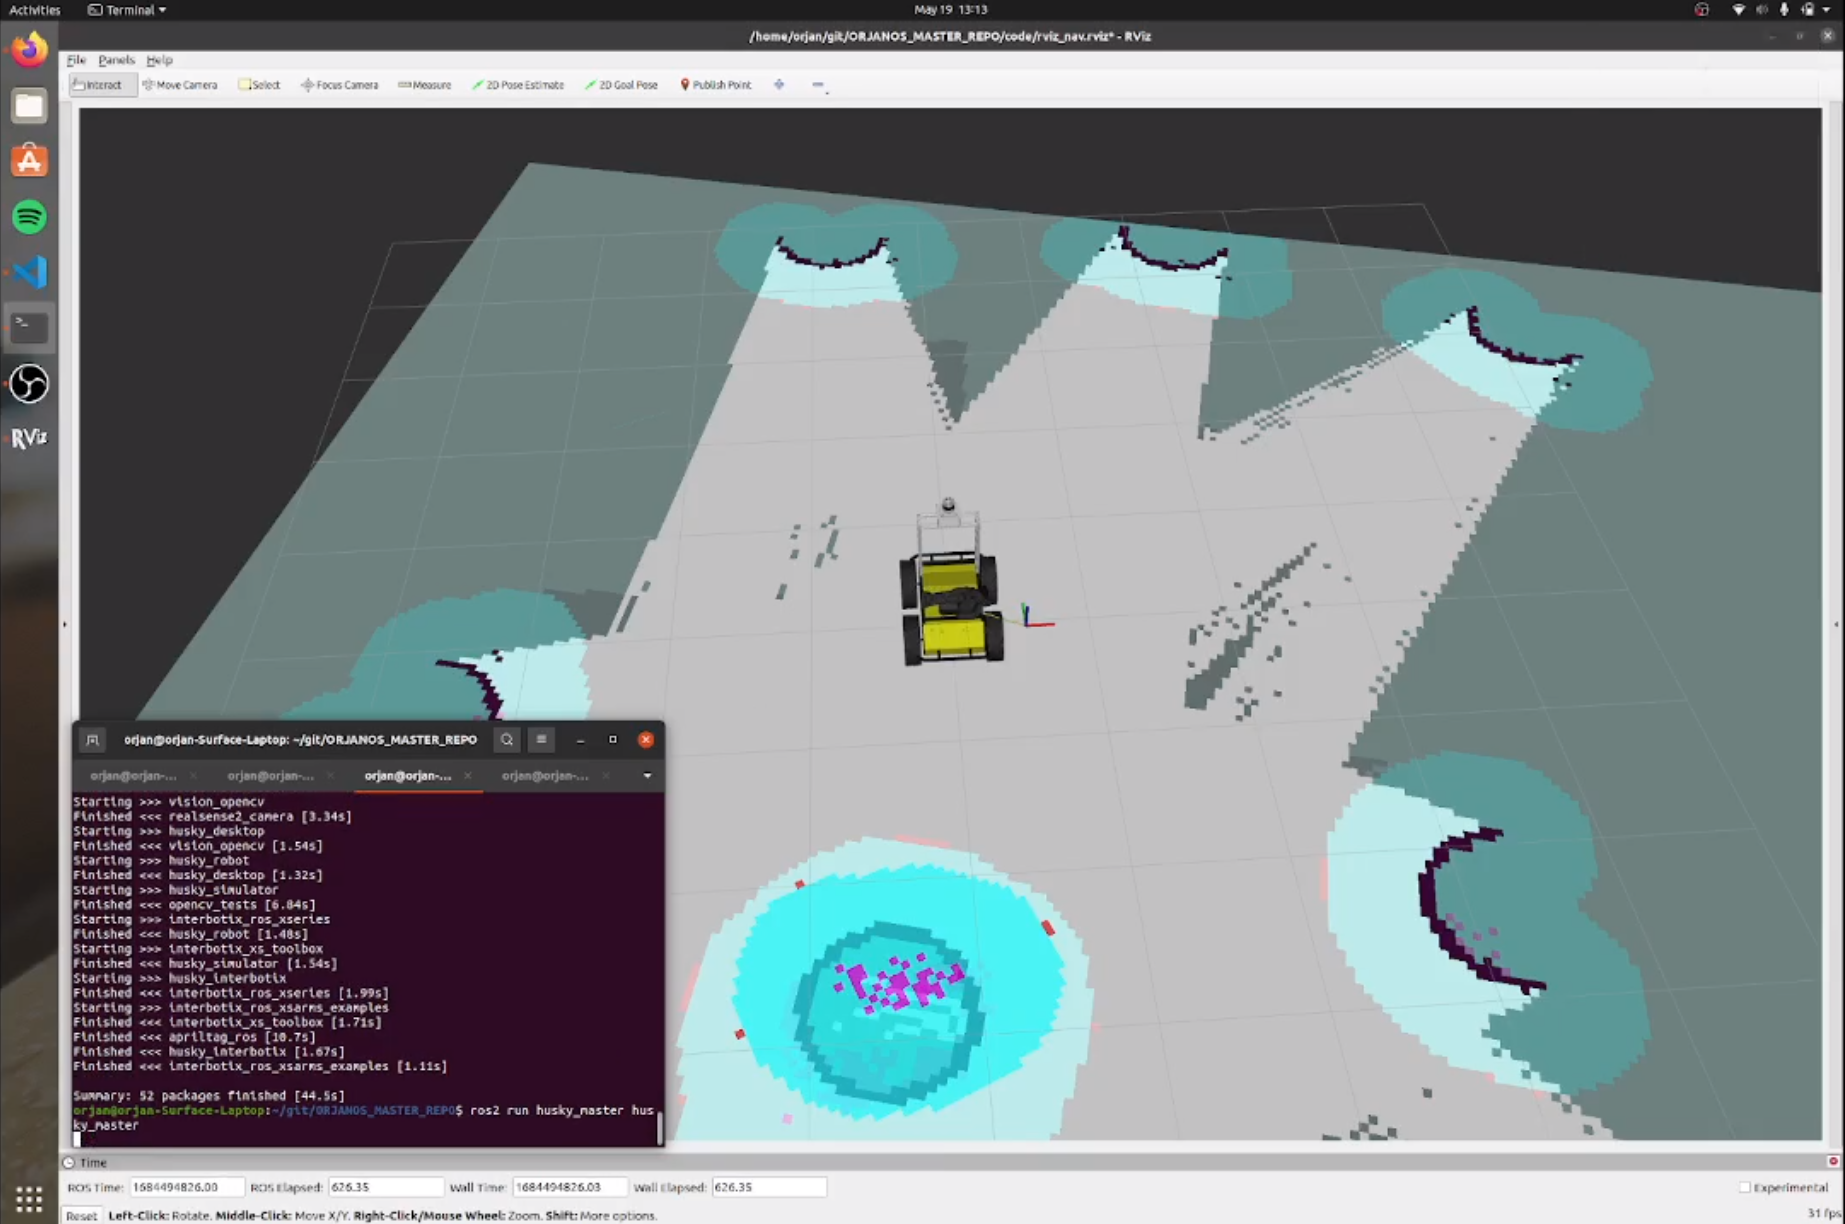 Activities
Terminal
May 19 13:13
/home/orjan/git/ORJANOS_MASTER_REPO/code/rviz_nav.rviz* - RViz
File Panels Help
Interact Move Camera Select Focus Camera Measure 2D Pose Estimate 2D Goal Pose Publish Point
RViz
orjan@orjan-Surface-Laptop: ~/git/ORJANOS_MASTER_REPO
orjan@orjan-... orjan@orjan-... orjan@orjan-... orjan@orjan-...
Starting >>> vision_opencv
Finished <<< realsense2_camera [3.34s]
Starting >>> husky_desktop
Finished <<< vision_opencv [1.54s]
Starting >>> husky_robot
Finished <<< husky_desktop [1.32s]
Starting >>> husky_simulator
Finished <<< opencv_tests [6.84s]
Starting >>> interbotix_ros_xseries
Finished <<< husky_robot [1.48s]
Starting >>> interbotix_xs_toolbox
Finished <<< husky_simulator [1.54s]
Starting >>> husky_interbotix
Finished <<< interbotix_ros_xseries [1.99s]
Starting >>> interbotix_ros_xsarms_examples
Finished <<< interbotix_xs_toolbox [1.71s]
Finished <<< apriltag_ros [10.7s]
Finished <<< husky_interbotix [1.67s]
Finished <<< interbotix_ros_xsarms_examples [1.11s]
Summary: 52 packages finished [44.5s]
orjan@orjan-Surface-Laptop:~/git/ORJANOS_MASTER_REPO$ ros2 run husky_master hus
ky_master
Time
ROS Time: 1684494826.00 ROS Elapsed: 626.35 Wall Time: 1684494826.03 Wall Elapsed: 626.35 Experimental
Reset Left-Click: Rotate. Middle-Click: Move X/Y. Right-Click/Mouse Wheel: Zoom. Shift: More options. 31 fps